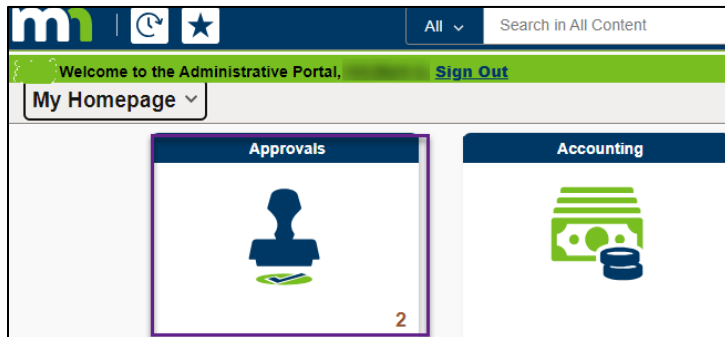 mn
All
Search in All Content
Welcome to the Administrative Portal, Sign Out
My Homepage
Approvals
Accounting
2